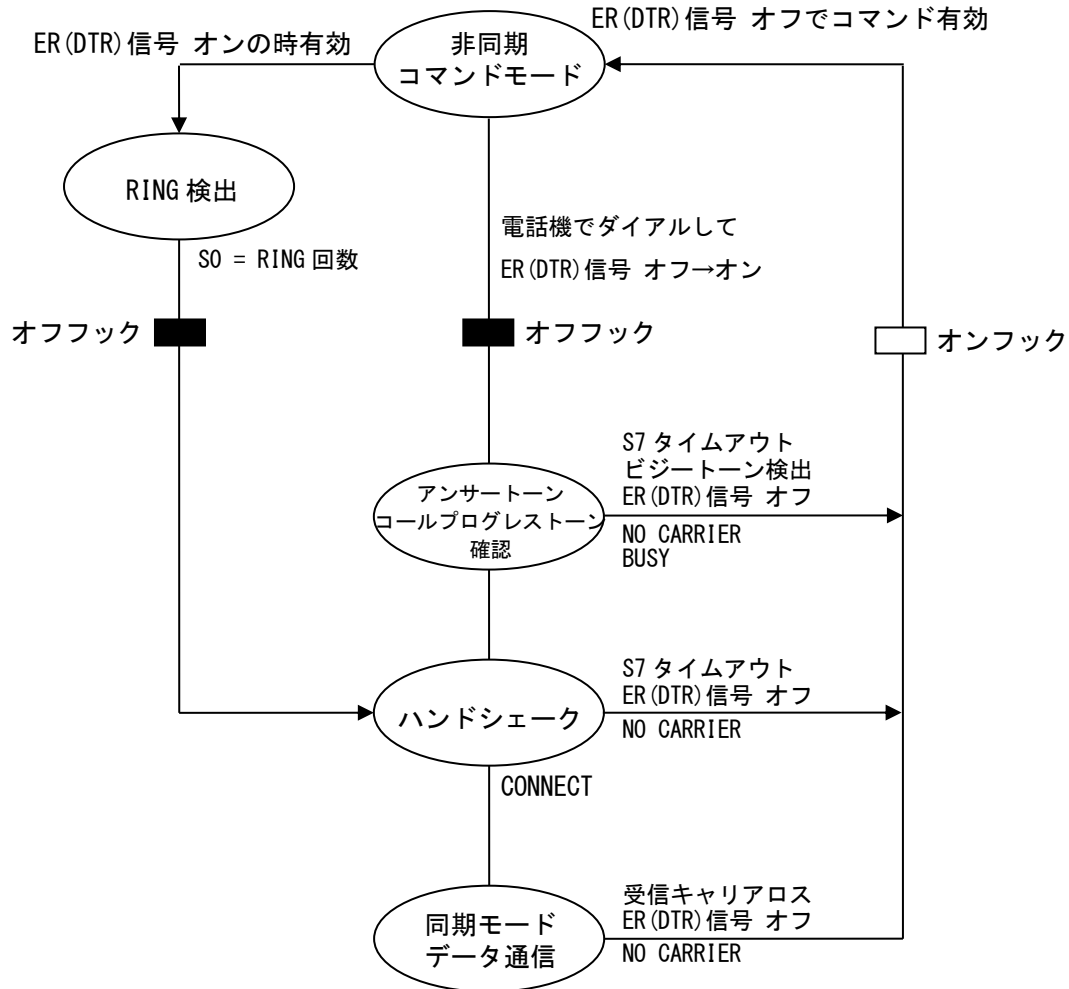 ER(DTR)信号 オフでコマンド有効
ER(DTR)信号 オンの時有効
非同期
コマンドモード
RING 検出
S0 = RING 回数
電話機でダイアルして
ER(DTR)信号 オフ→オン
オフフック
オフフック
オンフック
アンサートーン
コールプログレストーン
確認
S7 タイムアウト
ビジートーン検出
ER(DTR)信号 オフ
NO CARRIER
BUSY
ハンドシェーク
S7 タイムアウト
ER(DTR)信号 オフ
NO CARRIER
CONNECT
同期モード
データ通信
受信キャリアロス
ER(DTR)信号 オフ
NO CARRIER